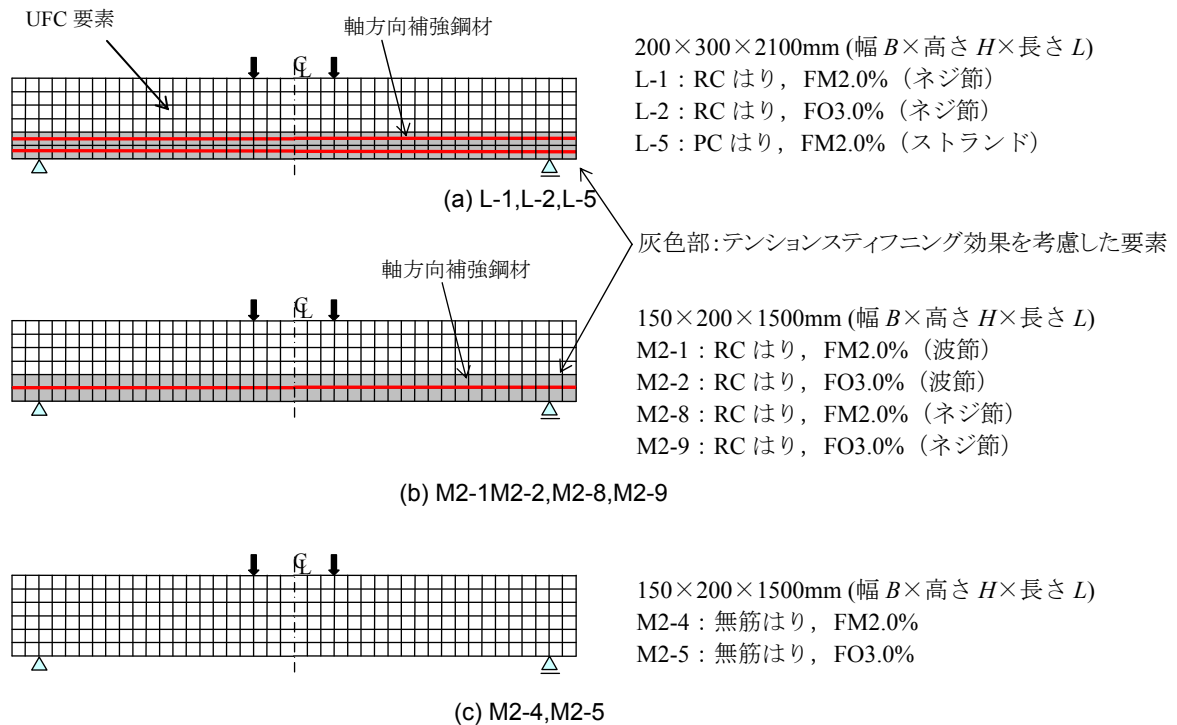 UFC 要素
軸方向補強鋼材
℄
200×300×2100mm (幅 B×高さ H×長さ L)
L-1：RC はり，FM2.0%（ネジ節）
L-2：RC はり，FO3.0%（ネジ節）
L-5：PC はり，FM2.0%（ストランド）
(a) L-1,L-2,L-5
灰色部：テンションスティフニング効果を考慮した要素
軸方向補強鋼材
℄
150×200×1500mm (幅 B×高さ H×長さ L)
M2-1：RC はり，FM2.0%（波節）
M2-2：RC はり，FO3.0%（波節）
M2-8：RC はり，FM2.0%（ネジ節）
M2-9：RC はり，FO3.0%（ネジ節）
(b) M2-1M2-2,M2-8,M2-9
℄
150×200×1500mm (幅 B×高さ H×長さ L)
M2-4：無筋はり，FM2.0%
M2-5：無筋はり，FO3.0%
(c) M2-4,M2-5